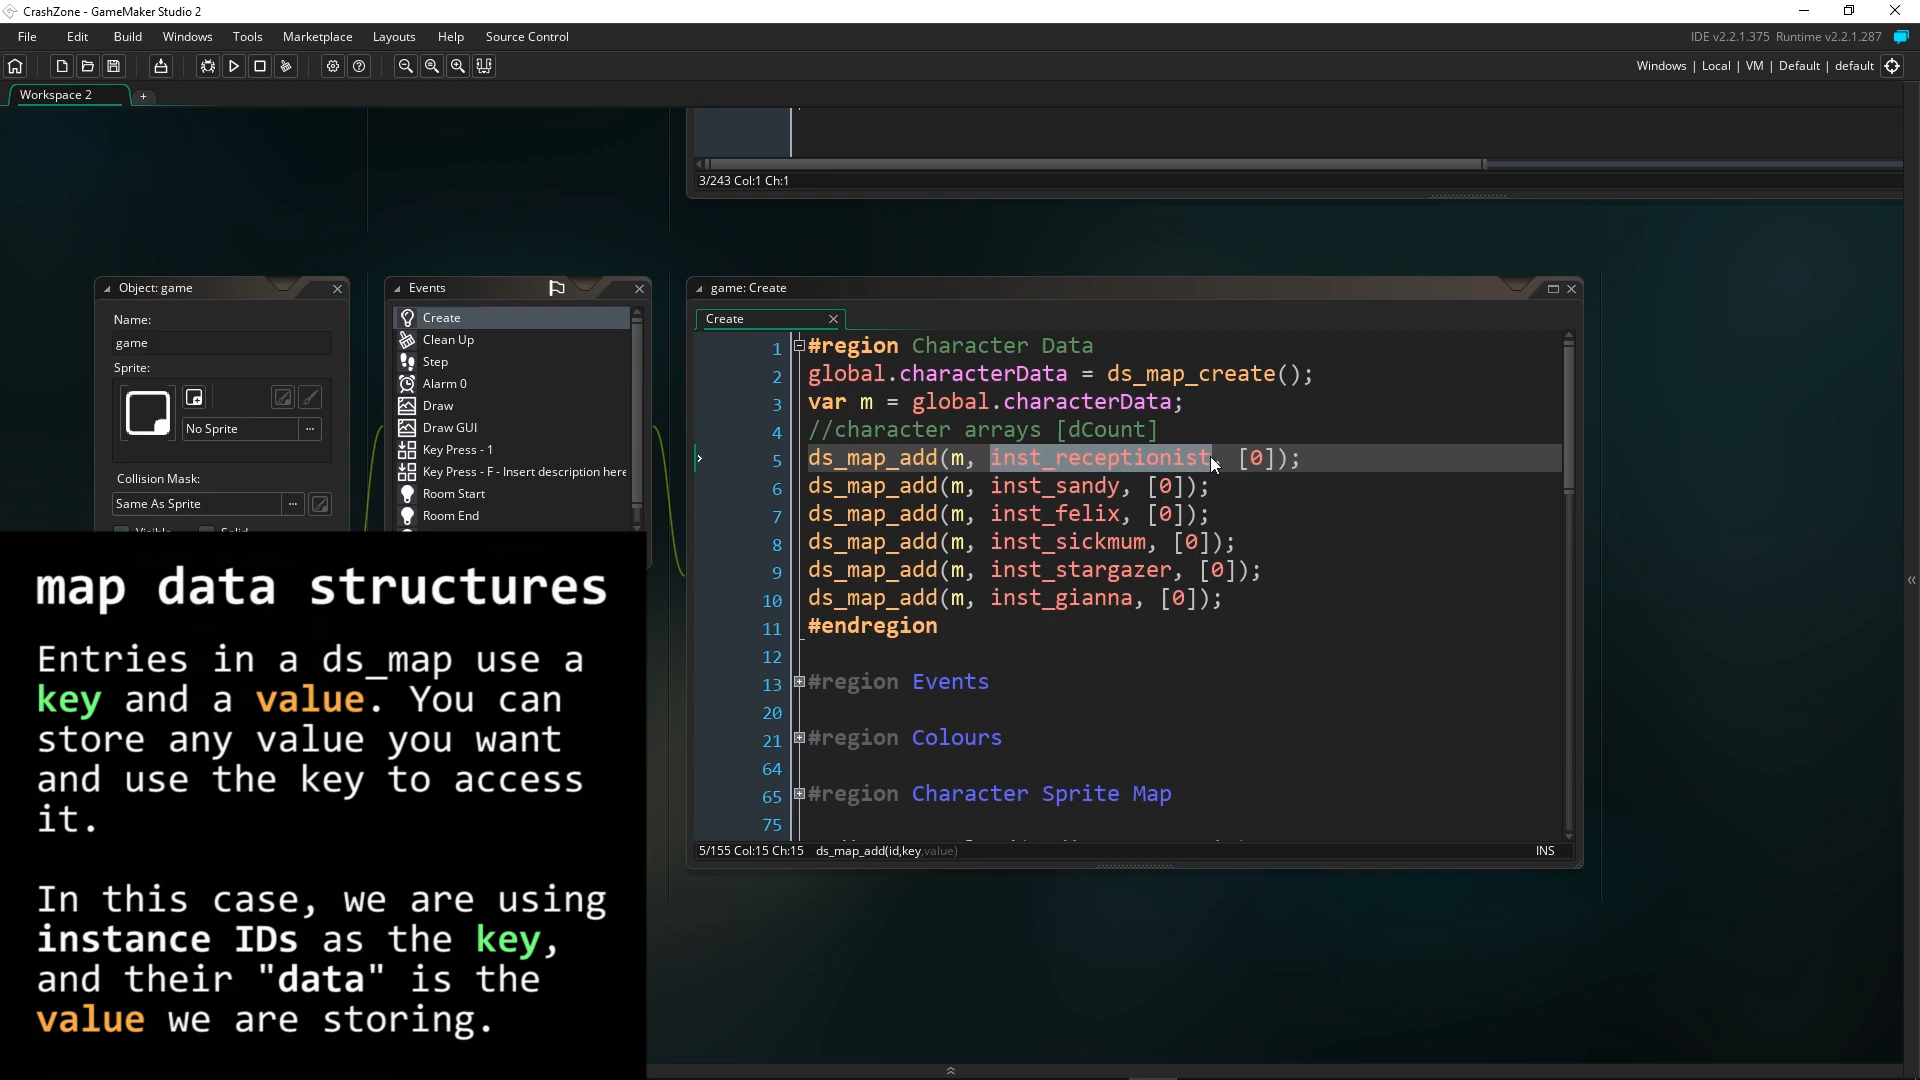 CrashZone - GameMaker Studio 2
File Edit Build Windows Tools Marketplace Layouts Help Source Control
IDE v2.2.1.375 Runtime v2.2.1.287
Windows | Local | VM | Default | default
Workspace 2
+
3/243 Col:1 Ch:1
Object: game
Name:
game
Sprite:
No Sprite
...
Collision Mask:
Same As Sprite
...
Events
Create
Clean Up
Step
Alarm 0
Draw
Draw GUI
Key Press - 1
Key Press - F - Insert description here
Room Start
Room End
game: Create
Create
1 #region Character Data
2 global.characterData = ds_map_create();
3 var m = global.characterData;
4 //character arrays [dCount]
5 ds_map_add(m, inst_receptionist, [0]);
6 ds_map_add(m, inst_sandy, [0]);
7 ds_map_add(m, inst_felix, [0]);
8 ds_map_add(m, inst_sickmum, [0]);
9 ds_map_add(m, inst_stargazer, [0]);
10 ds_map_add(m, inst_gianna, [0]);
11 #endregion
12
13 #region Events
20
21 #region Colours
64
65 #region Character Sprite Map
75
5/155 Col:15 Ch:15 ds_map_add(id,key,value)
INS
map data structures
Entries in a ds_map use a
key and a value. You can
store any value you want
and use the key to access
it.
In this case, we are using
instance IDs as the key,
and their "data" is the
value we are storing.